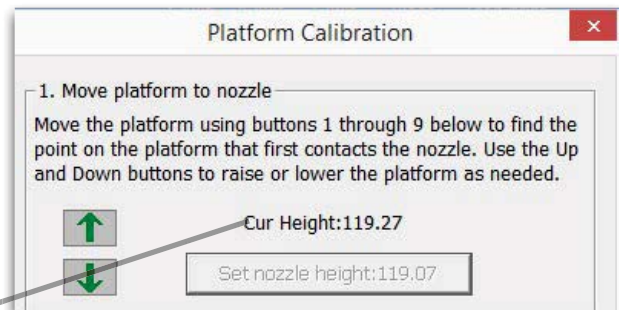 Platform Calibration
1. Move platform to nozzle
Move the platform using buttons 1 through 9 below to find the
point on the platform that first contacts the nozzle. Use the Up
and Down buttons to raise or lower the platform as needed.
Cur Height:119.27
Set nozzle height:119.07